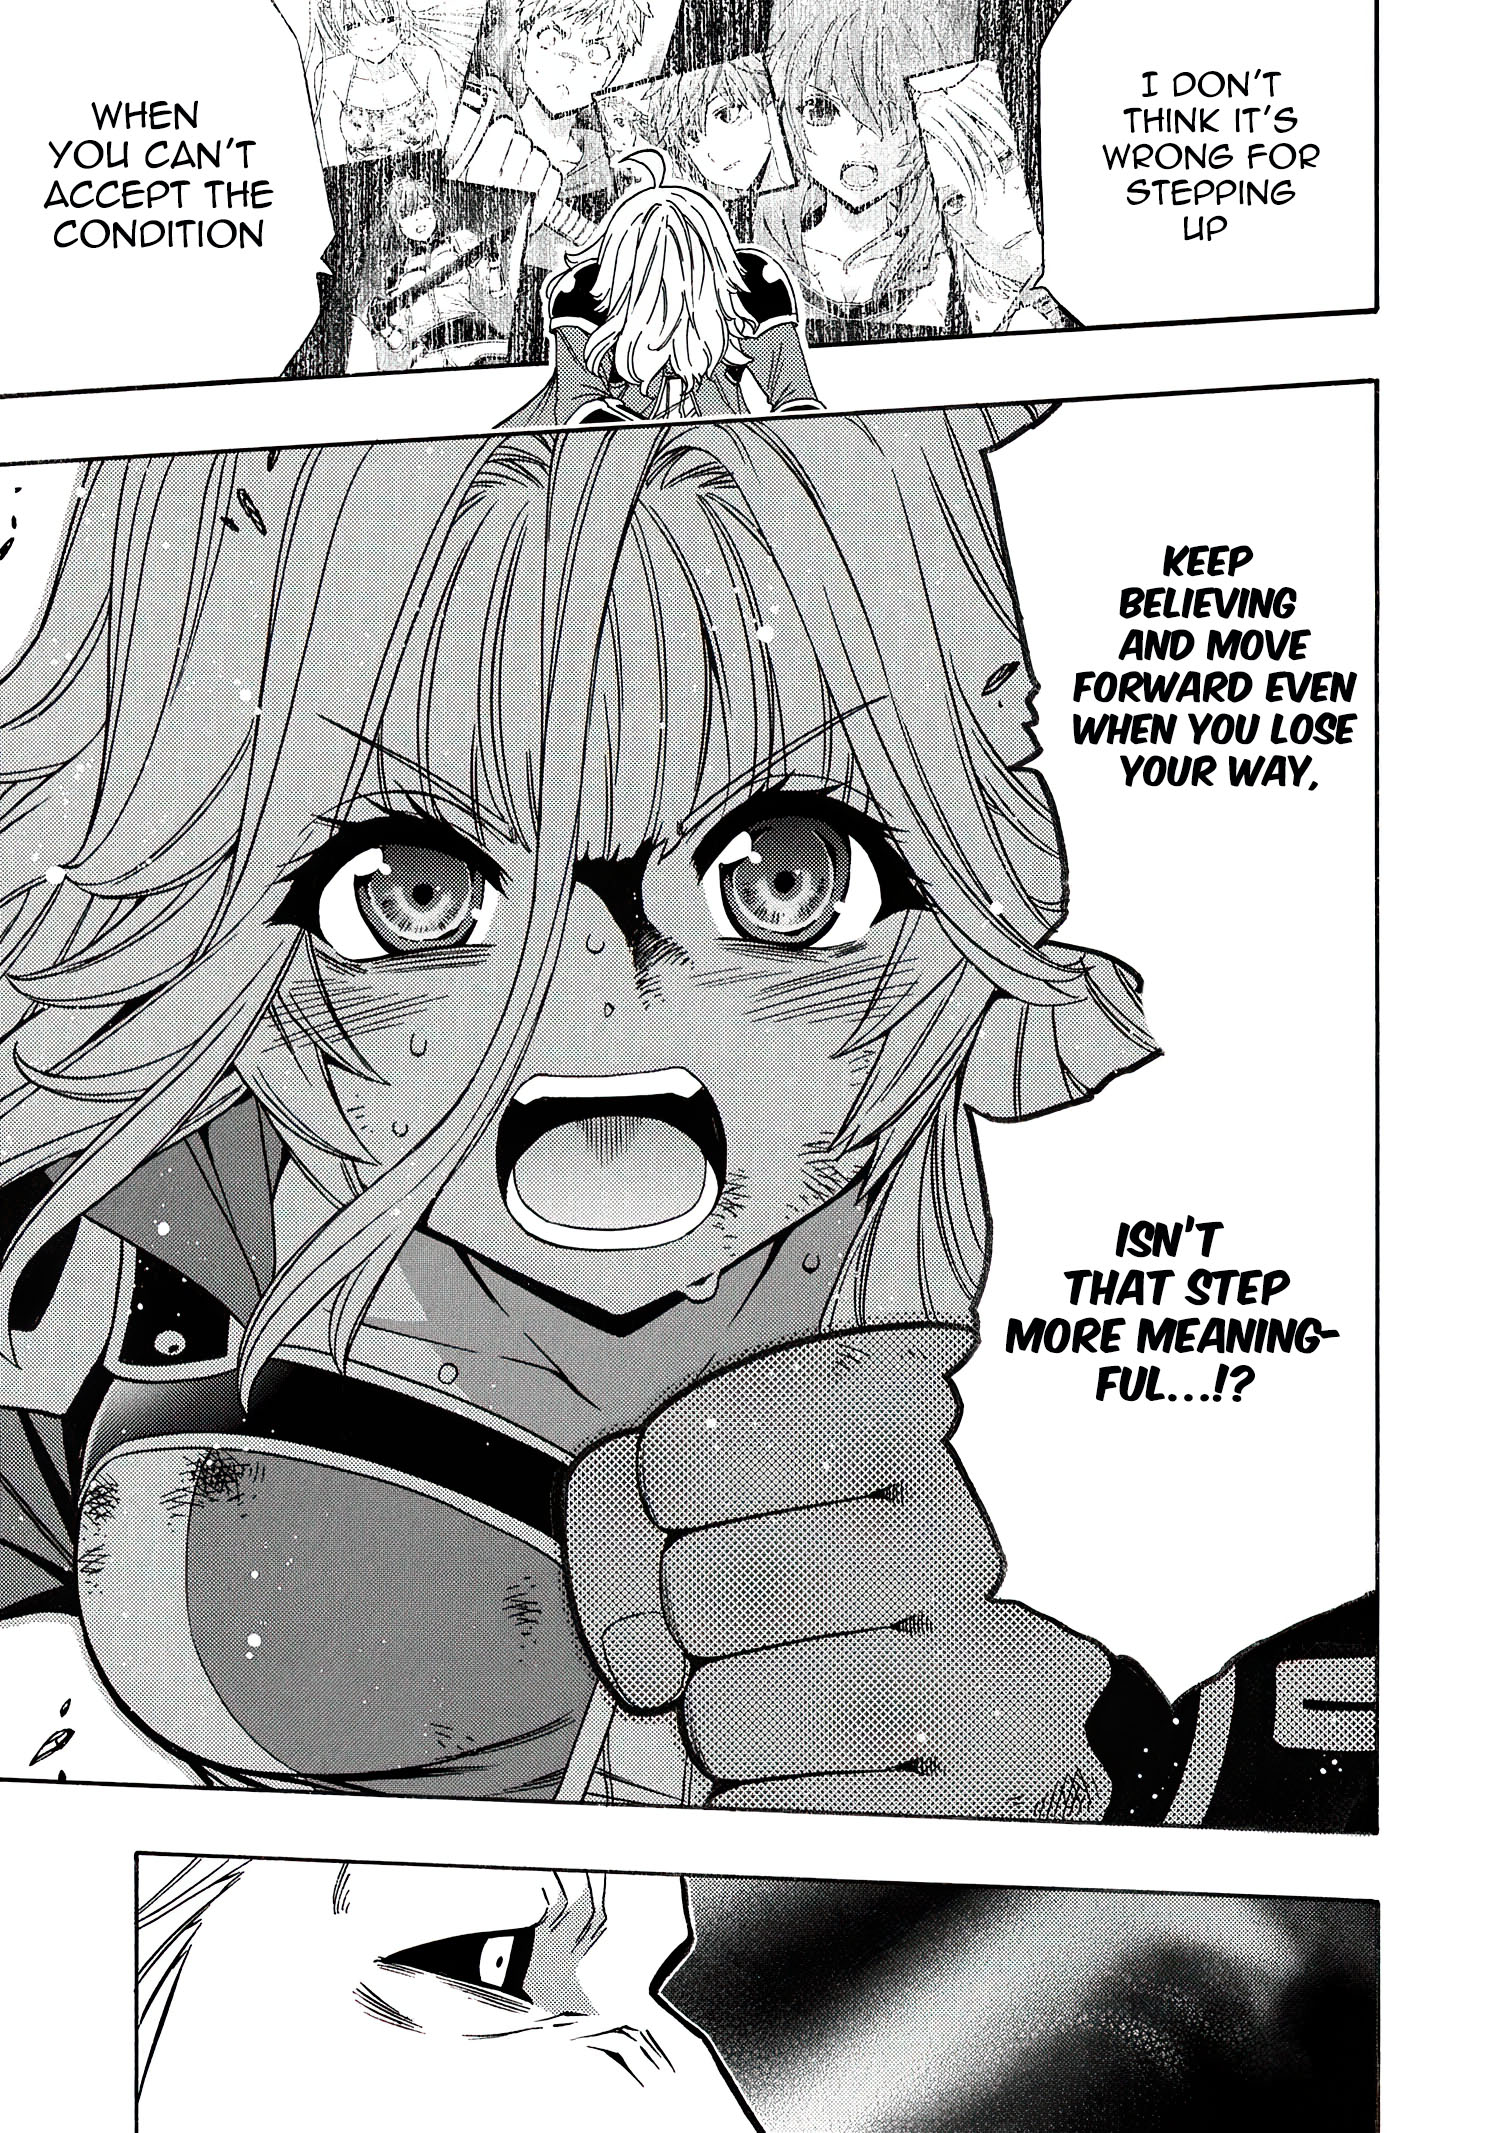 I DON'T
THINK IT'S
WRONG FOR
STEPPING
UP
WHEN
YOU CAN'T
ACCEPT THE
CONDITION
KEEP
BELIEVING
AND MOVE
FORWARD EVEN
WHEN YOU LOSE
YOUR WAY,
ISN'T
THAT STEP
MORE MEANING-
FUL...!?